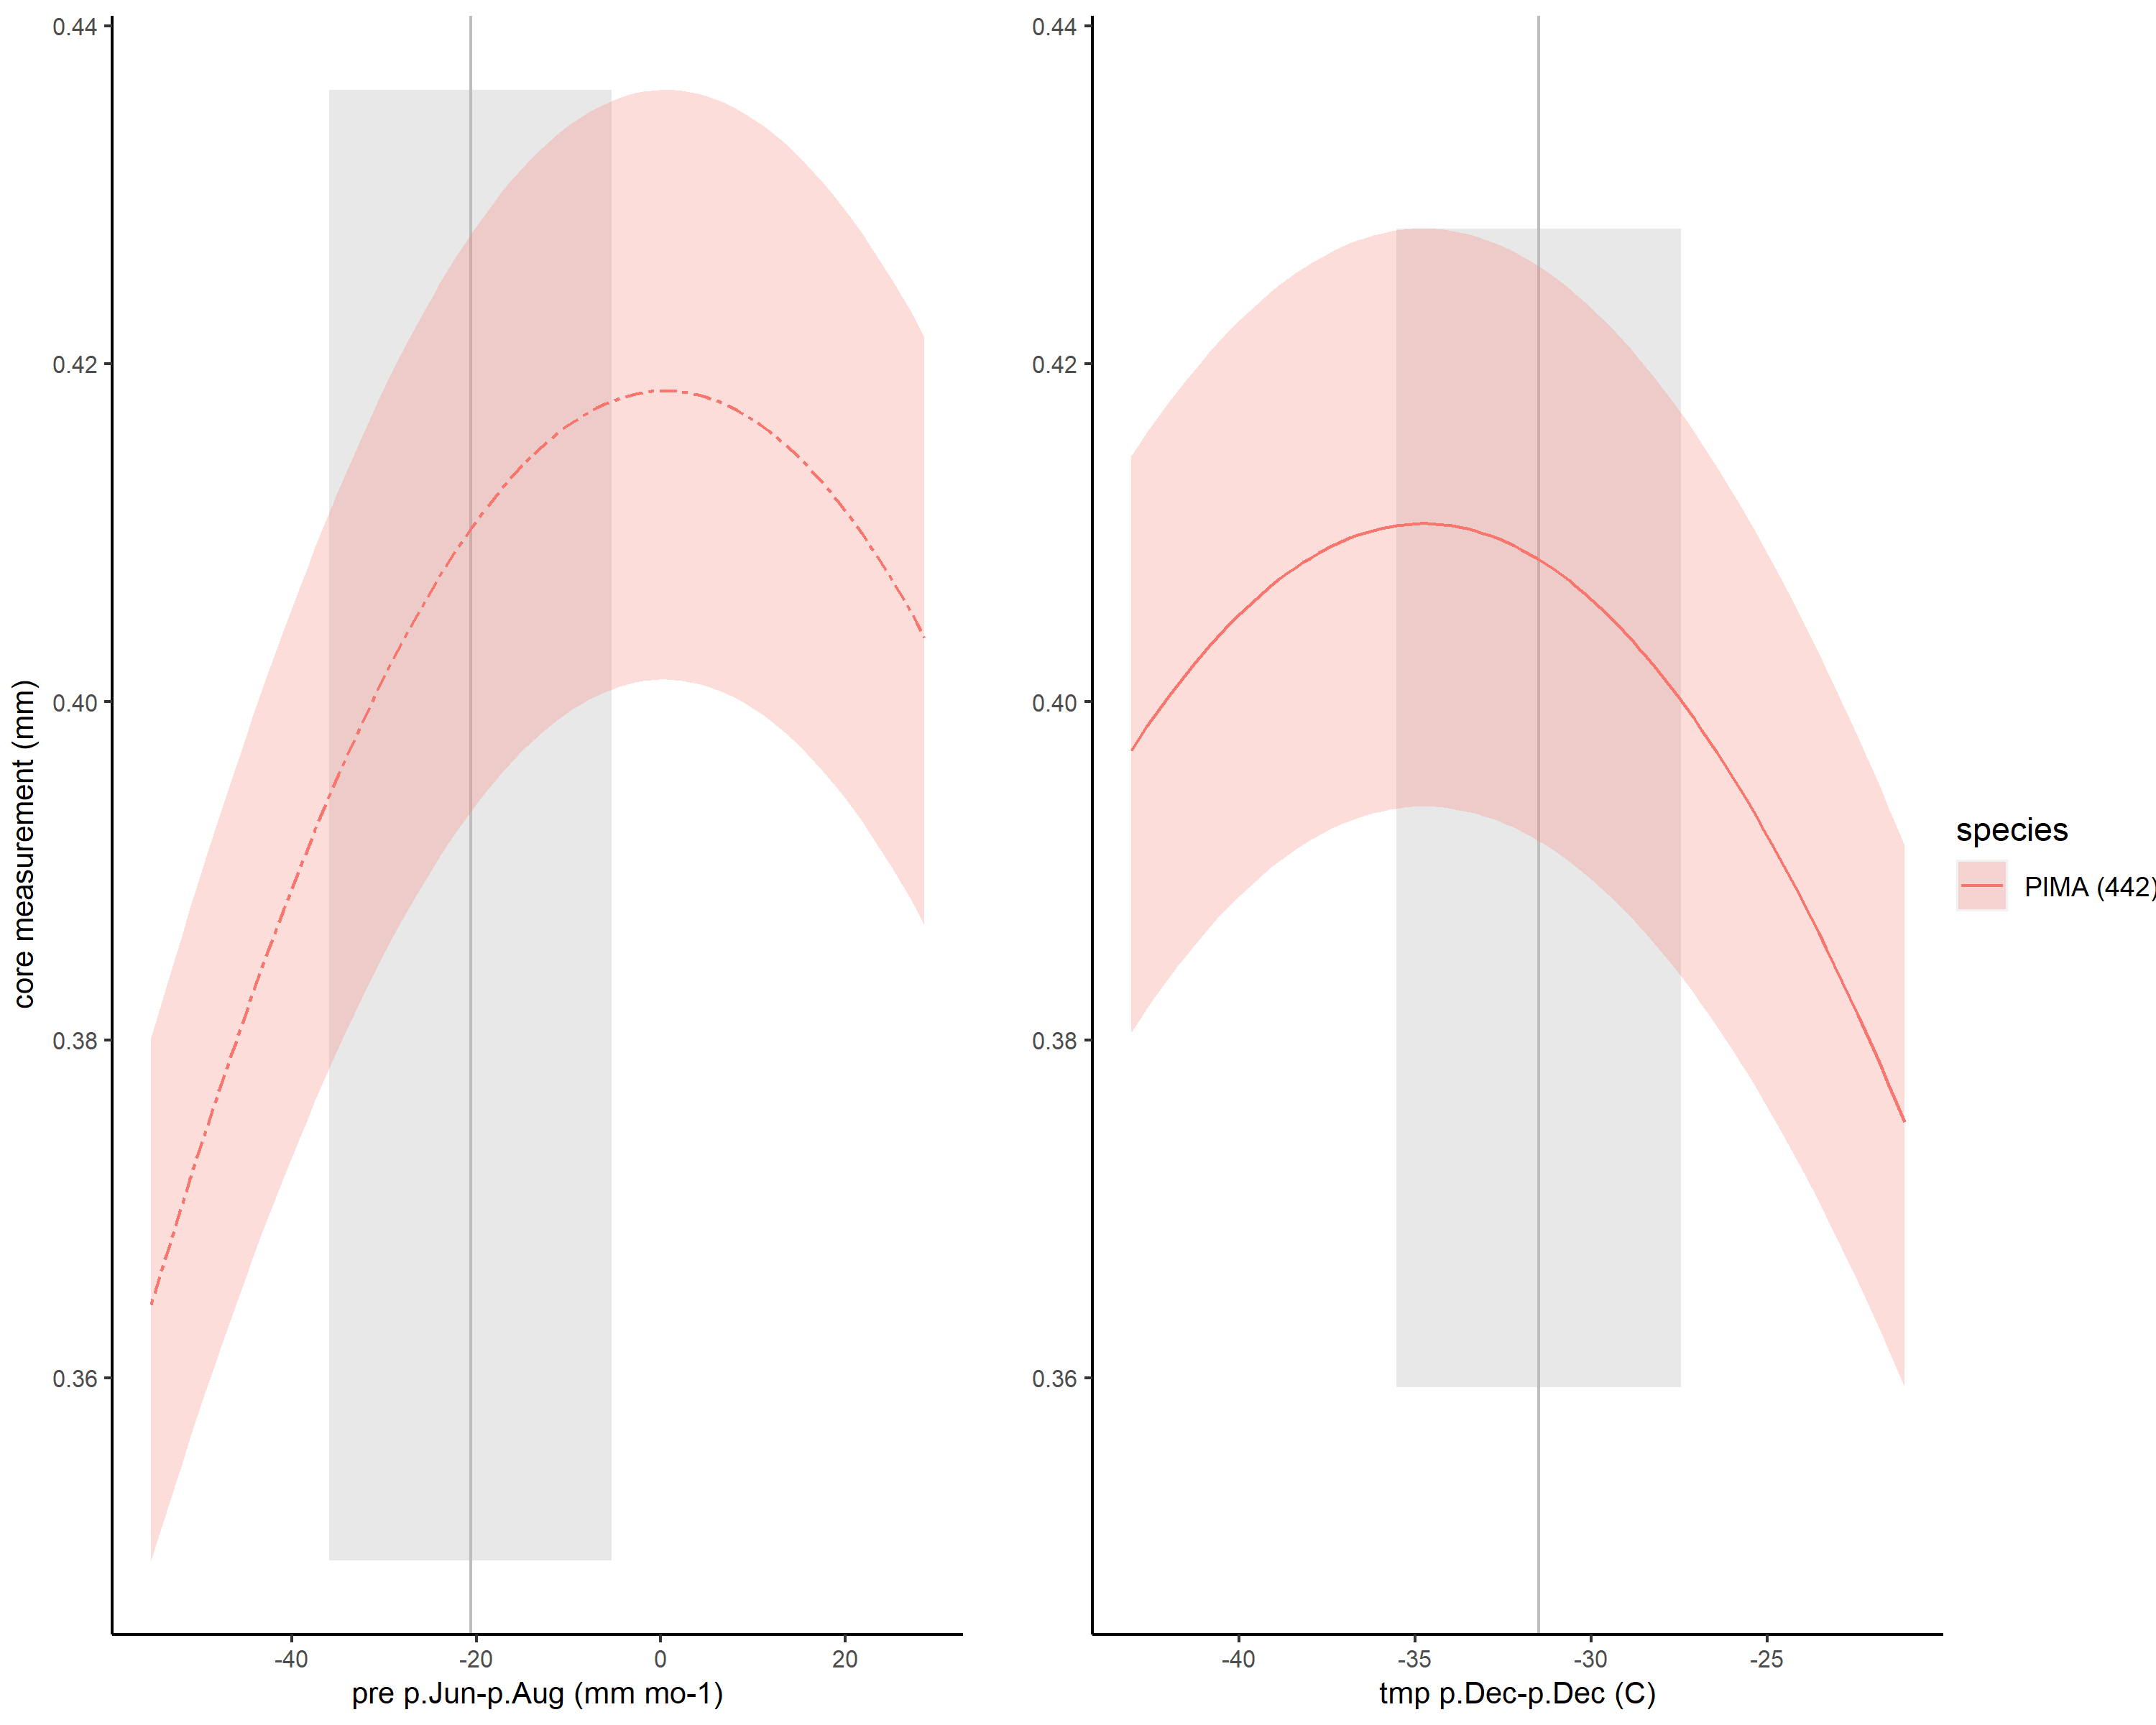 core measurement (mm)
0.44
0.42
0.40
0.38
0.36
-40 -20 0 20
pre p.Jun-p.Aug (mm mo-1)
0.44
0.42
0.40
0.38
0.36
-40 -35 -30 -25
tmp p.Dec-p.Dec (C)
species
PIMA (442)